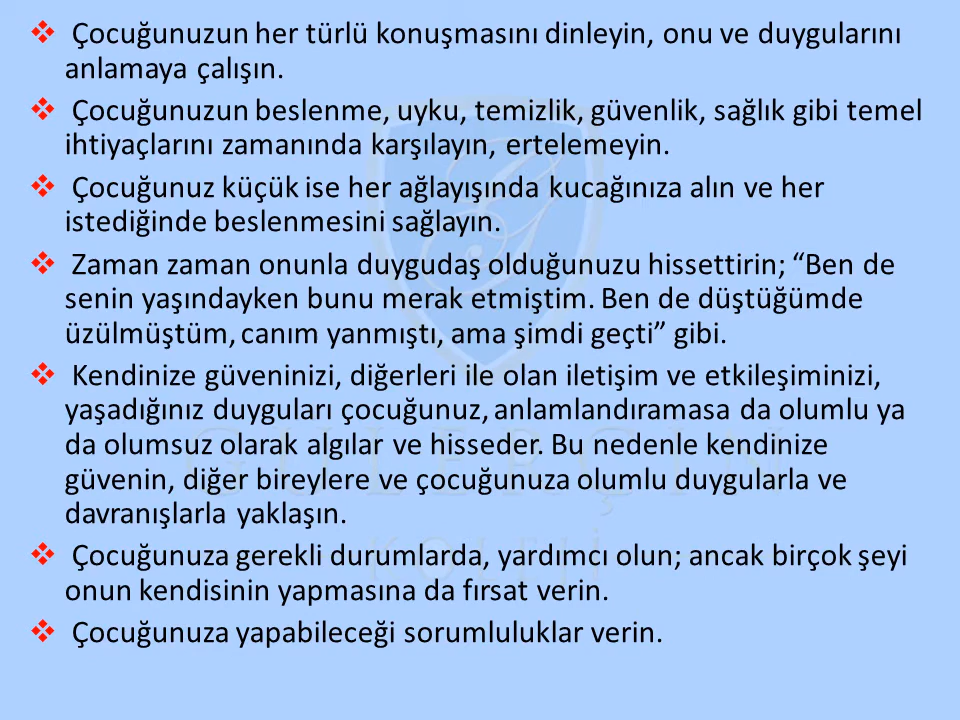 ❖ Çocuğunuzun her türlü konuşmasını dinleyin, onu ve duygularını
anlamaya çalışın.
❖ Çocuğunuzun beslenme, uyku, temizlik, güvenlik, sağlık gibi temel
ihtiyaçlarını zamanında karşılayın, ertelemeyin.
❖ Çocuğunuz küçük ise her ağlayışında kucağınıza alın ve her
istediğinde beslenmesini sağlayın.
❖ Zaman zaman onunla duygudaş olduğunuzu hissettirin; “Ben de
senin yaşındayken bunu merak etmiştim. Ben de düştüğümde
üzülmüştüm, canım yanmıştı, ama şimdi geçti” gibi.
❖ Kendinize güveninizi, diğerleri ile olan iletişim ve etkileşiminizi,
yaşadığınız duyguları çocuğunuz, anlamlandıramasa da olumlu ya
da olumsuz olarak algılar ve hisseder. Bu nedenle kendinize
güvenin, diğer bireylere ve çocuğunuza olumlu duygularla ve
davranışlarla yaklaşın.
❖ Çocuğunuza gerekli durumlarda, yardımcı olun; ancak birçok şeyi
onun kendisinin yapmasına da fırsat verin.
❖ Çocuğunuza yapabileceği sorumluluklar verin.